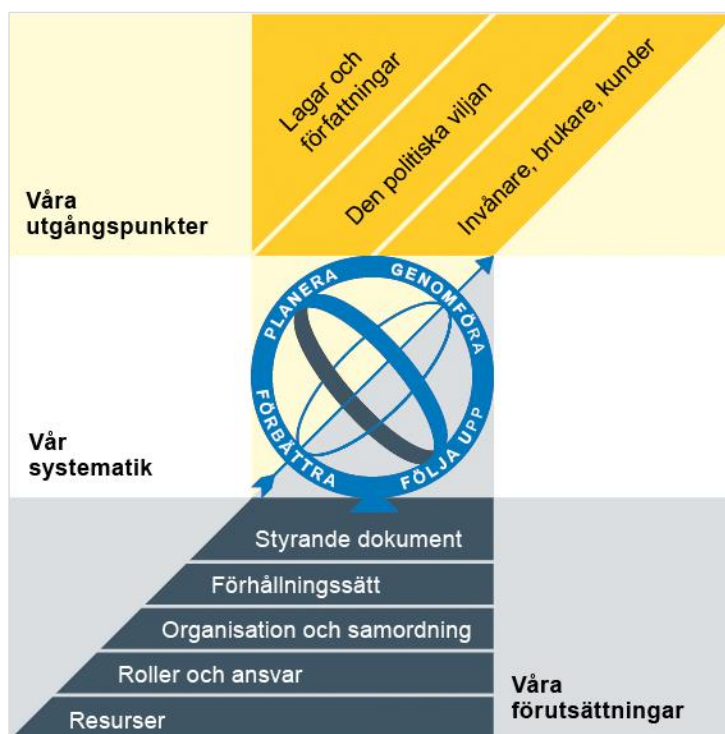 Lagar och
författningar
Den politiska viljan
Invånare, brukare, kunder
Våra
utgångspunkter
PLANERA
GENOMFÖRA
FÖLJA UPP
FÖRBÄTTRA
Vår
systematik
Styrande dokument
Förhållningssätt
Organisation och samordning
Roller och ansvar
Resurser
Våra
förutsättningar